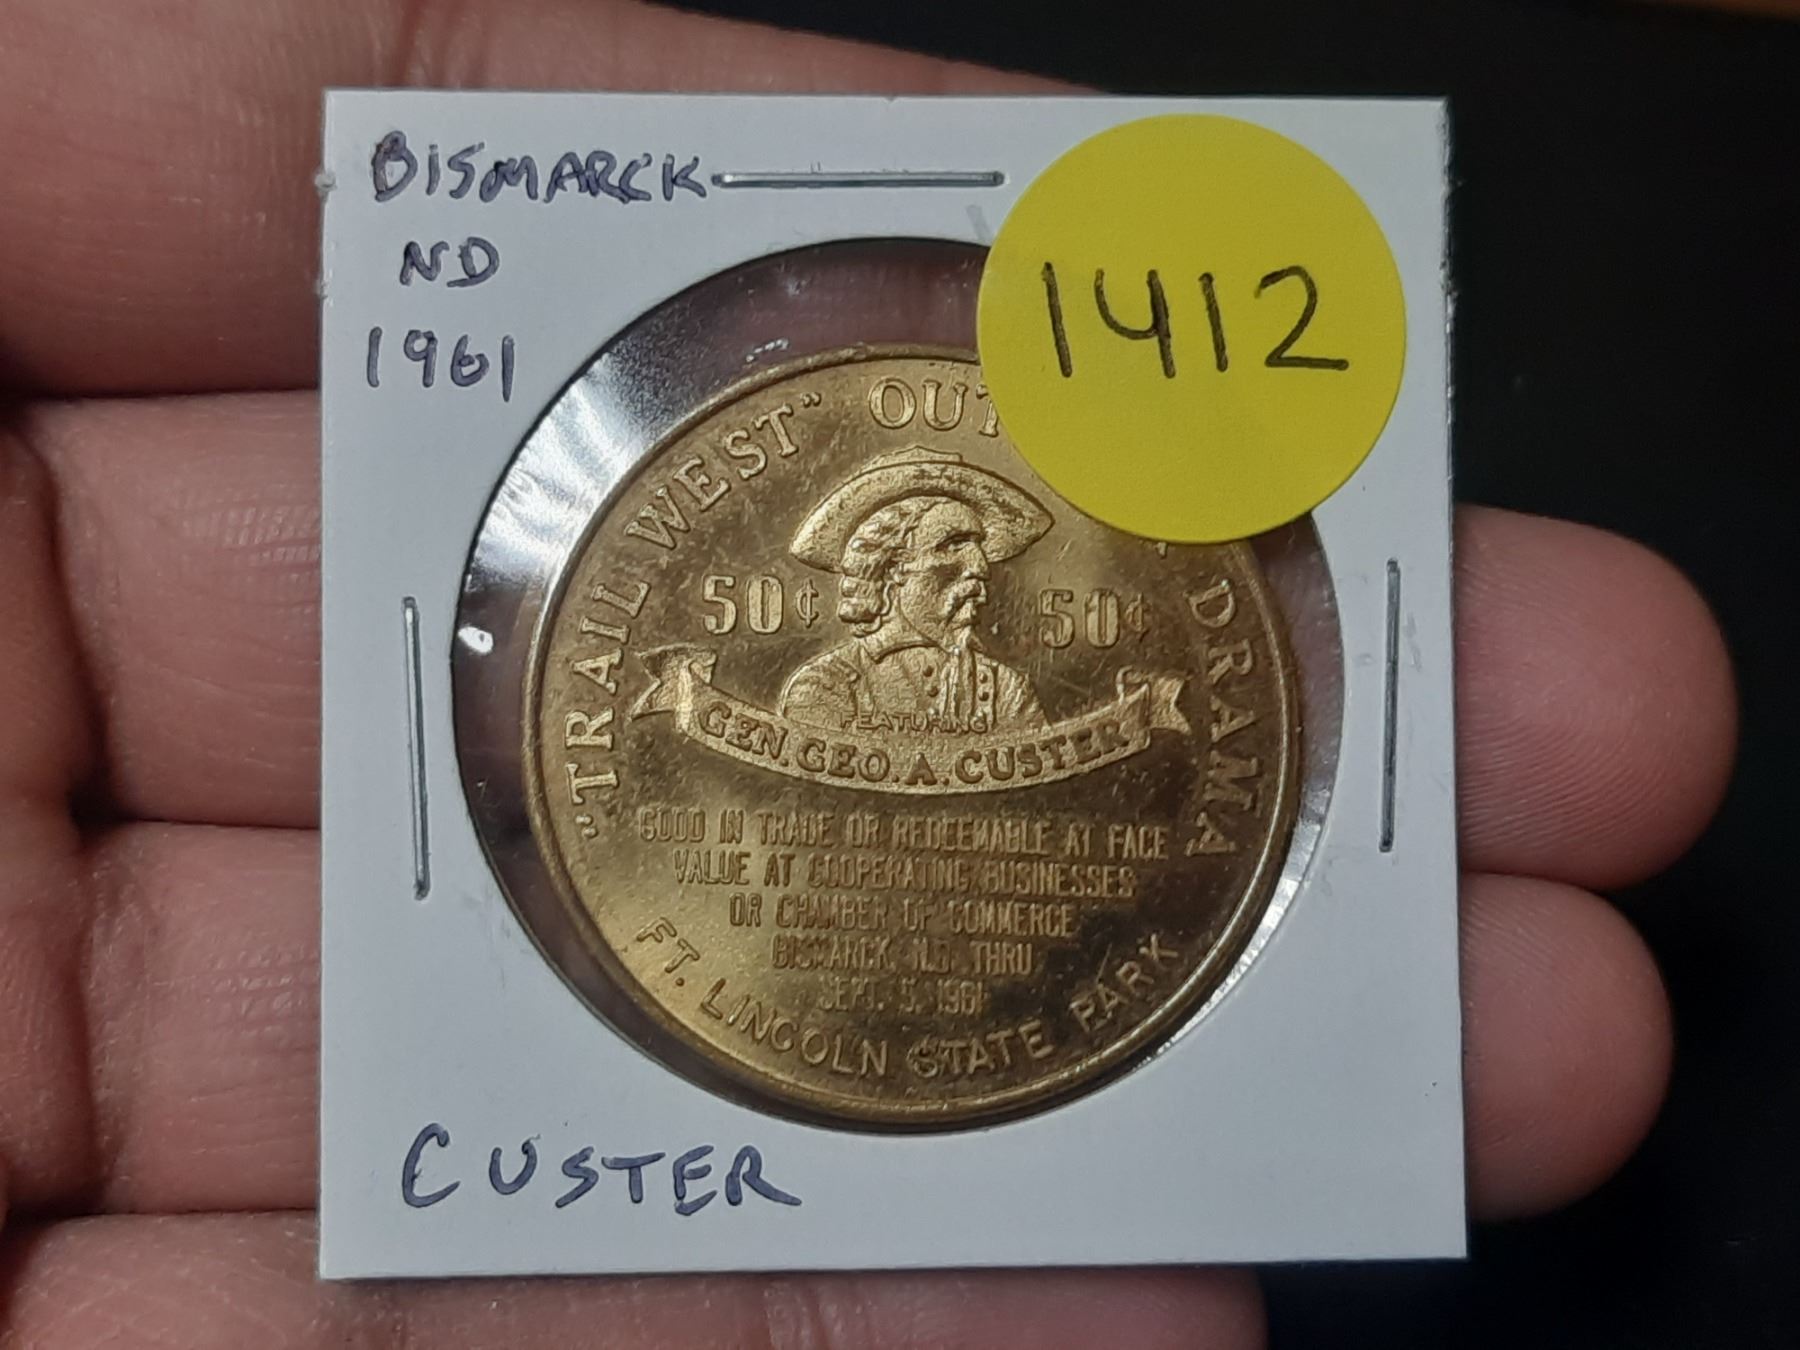 BISMARCK
ND
1961
1412
"TRAIL WEST" OUT
DRAMA
50¢ 50¢
FEATURING
GEN. GEO. A. CUSTER
GOOD IN TRADE OR REDEEMABLE AT FACE
VALUE AT COOPERATING BUSINESSES
OR CHAMBER OF COMMERCE
BISMARCK, N.D. THRU
SEPT. 5, 1961
FT. LINCOLN STATE PARK
CUSTER